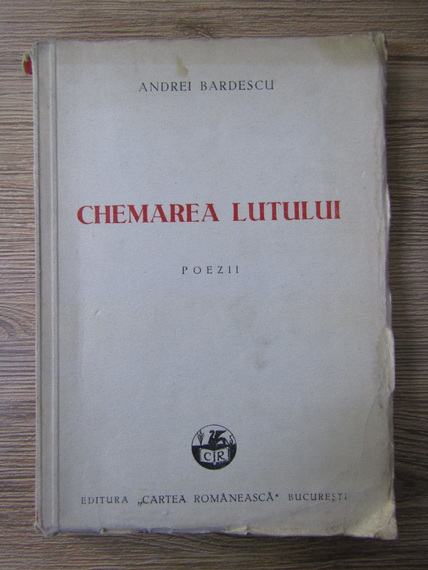 ANDREI BARDESCU
CHEMAREA LUTULUI
POEZII
CR
EDITURA „CARTEA ROMÂNEASCĂ" BUCUREȘTI